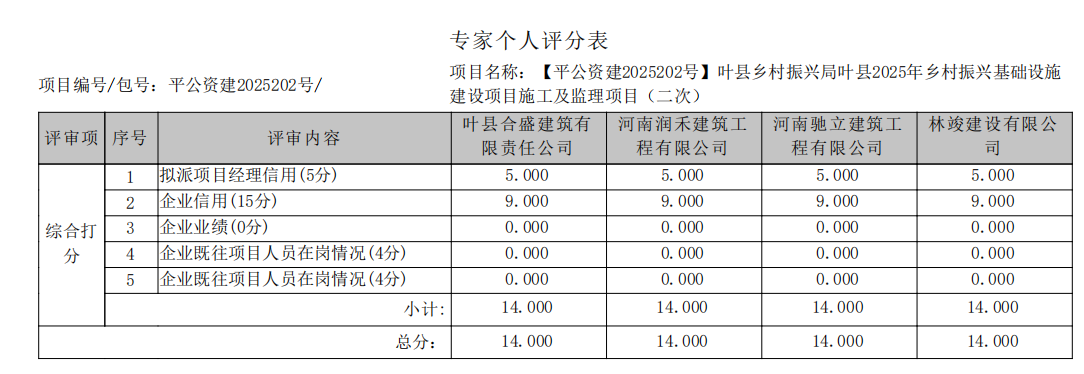 专家个人评分表
项目编号/包号：平公资建2025202号/
项目名称：【平公资建2025202号】叶县乡村振兴局叶县2025年乡村振兴基础设施
建设项目施工及监理项目（二次）
评审项 序号 评审内容 叶县合盛建筑有限责任公司 河南润禾建筑工程有限公司 河南驰立建筑工程有限公司 林竣建设有限公司
综合打分
1 拟派项目经理信用(5分) 5.000 5.000 5.000 5.000
2 企业信用(15分) 9.000 9.000 9.000 9.000
3 企业业绩(0分) 0.000 0.000 0.000 0.000
4 企业既往项目人员在岗情况(4分) 0.000 0.000 0.000 0.000
5 企业既往项目人员在岗情况(4分) 0.000 0.000 0.000 0.000
小计: 14.000 14.000 14.000 14.000
总分： 14.000 14.000 14.000 14.000